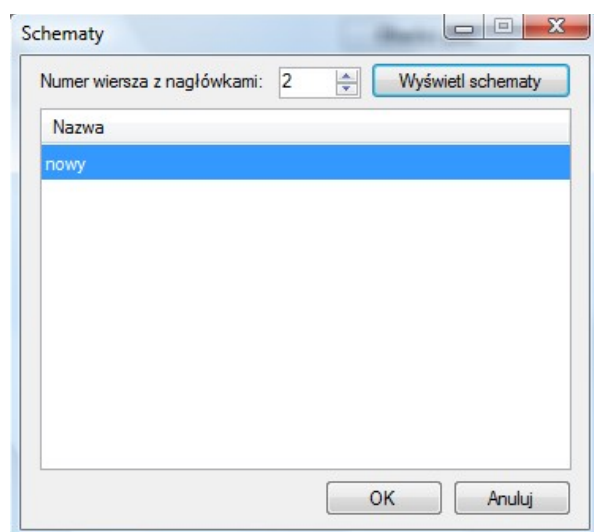 Schematy
Numer wiersza z nagłówkami: 2 Wyświetl schematy
Nazwa
nowy
OK Anuluj